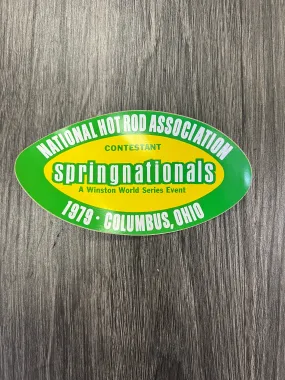 NATIONAL HOT ROD ASSOCIATION
CONTESTANT
springnationals
A Winston World Series Event
1979 · COLUMBUS, OHIO